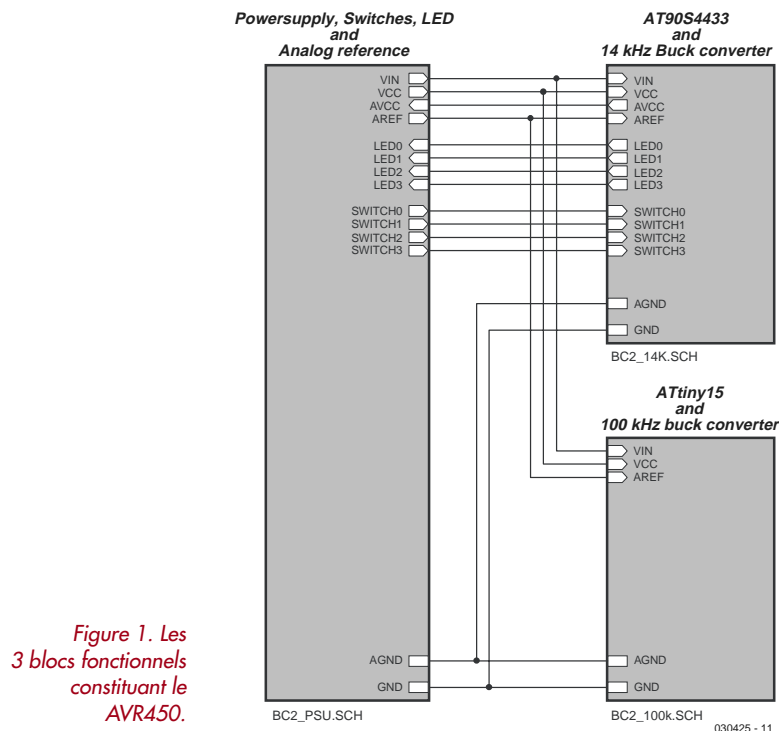 Powersupply, Switches, LED
and
Analog reference
VIN
VCC
AVCC
AREF
LED0
LED1
LED2
LED3
SWITCH0
SWITCH1
SWITCH2
SWITCH3
AGND
GND
BC2_PSU.SCH
AT90S4433
and
14 kHz Buck converter
VIN
VCC
AVCC
AREF
LED0
LED1
LED2
LED3
SWITCH0
SWITCH1
SWITCH2
SWITCH3
AGND
GND
BC2_14K.SCH
ATtiny15
and
100 kHz buck converter
VIN
VCC
AREF
AGND
GND
BC2_100k.SCH
030425 - 11
Figure 1. Les
3 blocs fonctionnels
constituant le
AVR450.